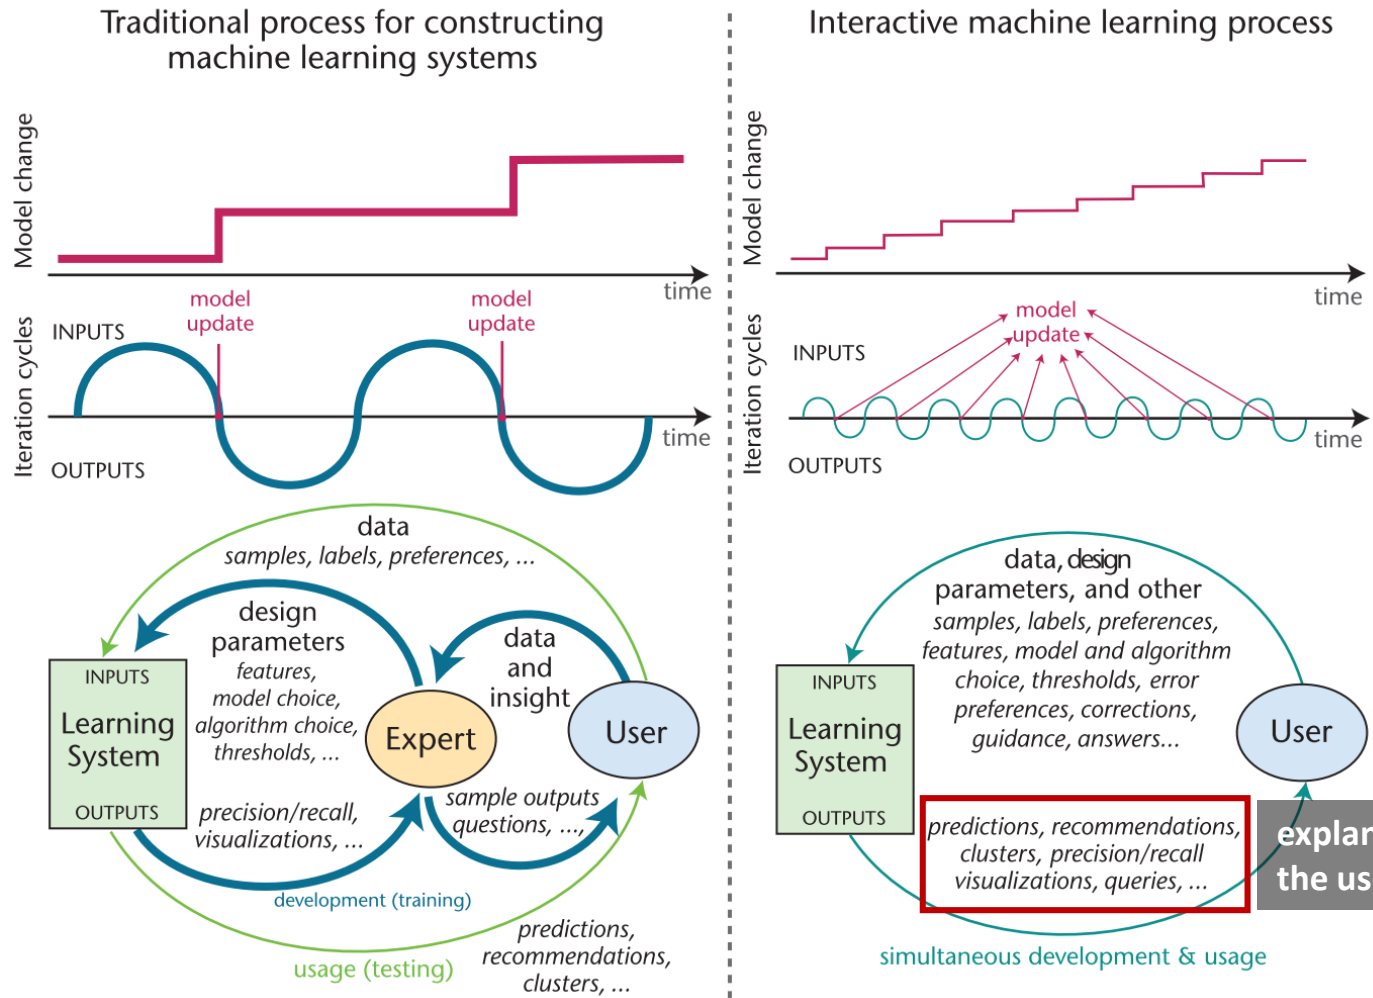 Traditional process for constructing
machine learning systems
Model change
time
model
update
model
update
INPUTS
Iteration cycles
time
OUTPUTS
data
samples, labels, preferences, ...
design
parameters
features,
model choice,
algorithm choice,
thresholds, ...
data
and
insight
INPUTS
Learning
System
OUTPUTS
Expert
User
precision/recall,
visualizations, ...
sample outputs
questions, ...,
development (training)
usage (testing)
predictions,
recommendations,
clusters, ...
Interactive machine learning process
Model change
time
model
update
INPUTS
Iteration cycles
time
OUTPUTS
data, design
parameters, and other
samples, labels, preferences,
features, model and algorithm
choice, thresholds, error
preferences, corrections,
guidance, answers...
INPUTS
Learning
System
OUTPUTS
User
predictions, recommendations,
clusters, precision/recall
visualizations, queries, ...
explan
the us
simultaneous development & usage